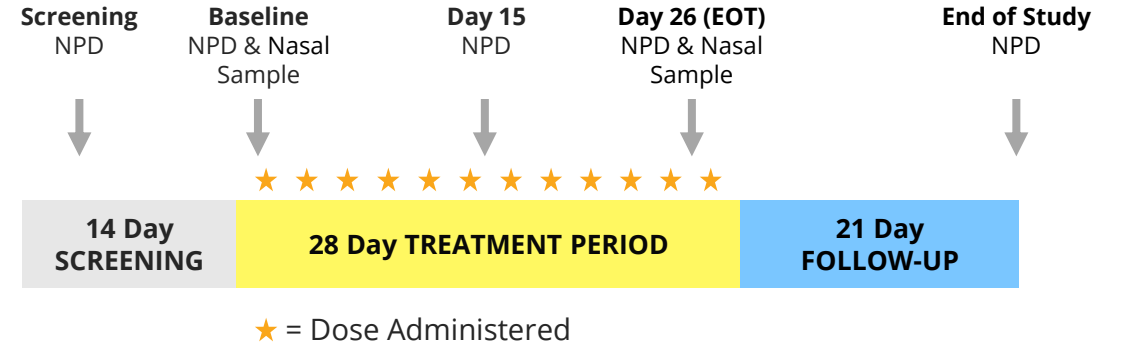 Screening
NPD
Baseline
NPD & Nasal
Sample
Day 15
NPD
Day 26 (EOT)
NPD & Nasal
Sample
End of Study
NPD
14 Day
SCREENING
28 Day TREATMENT PERIOD
21 Day
FOLLOW-UP
= Dose Administered